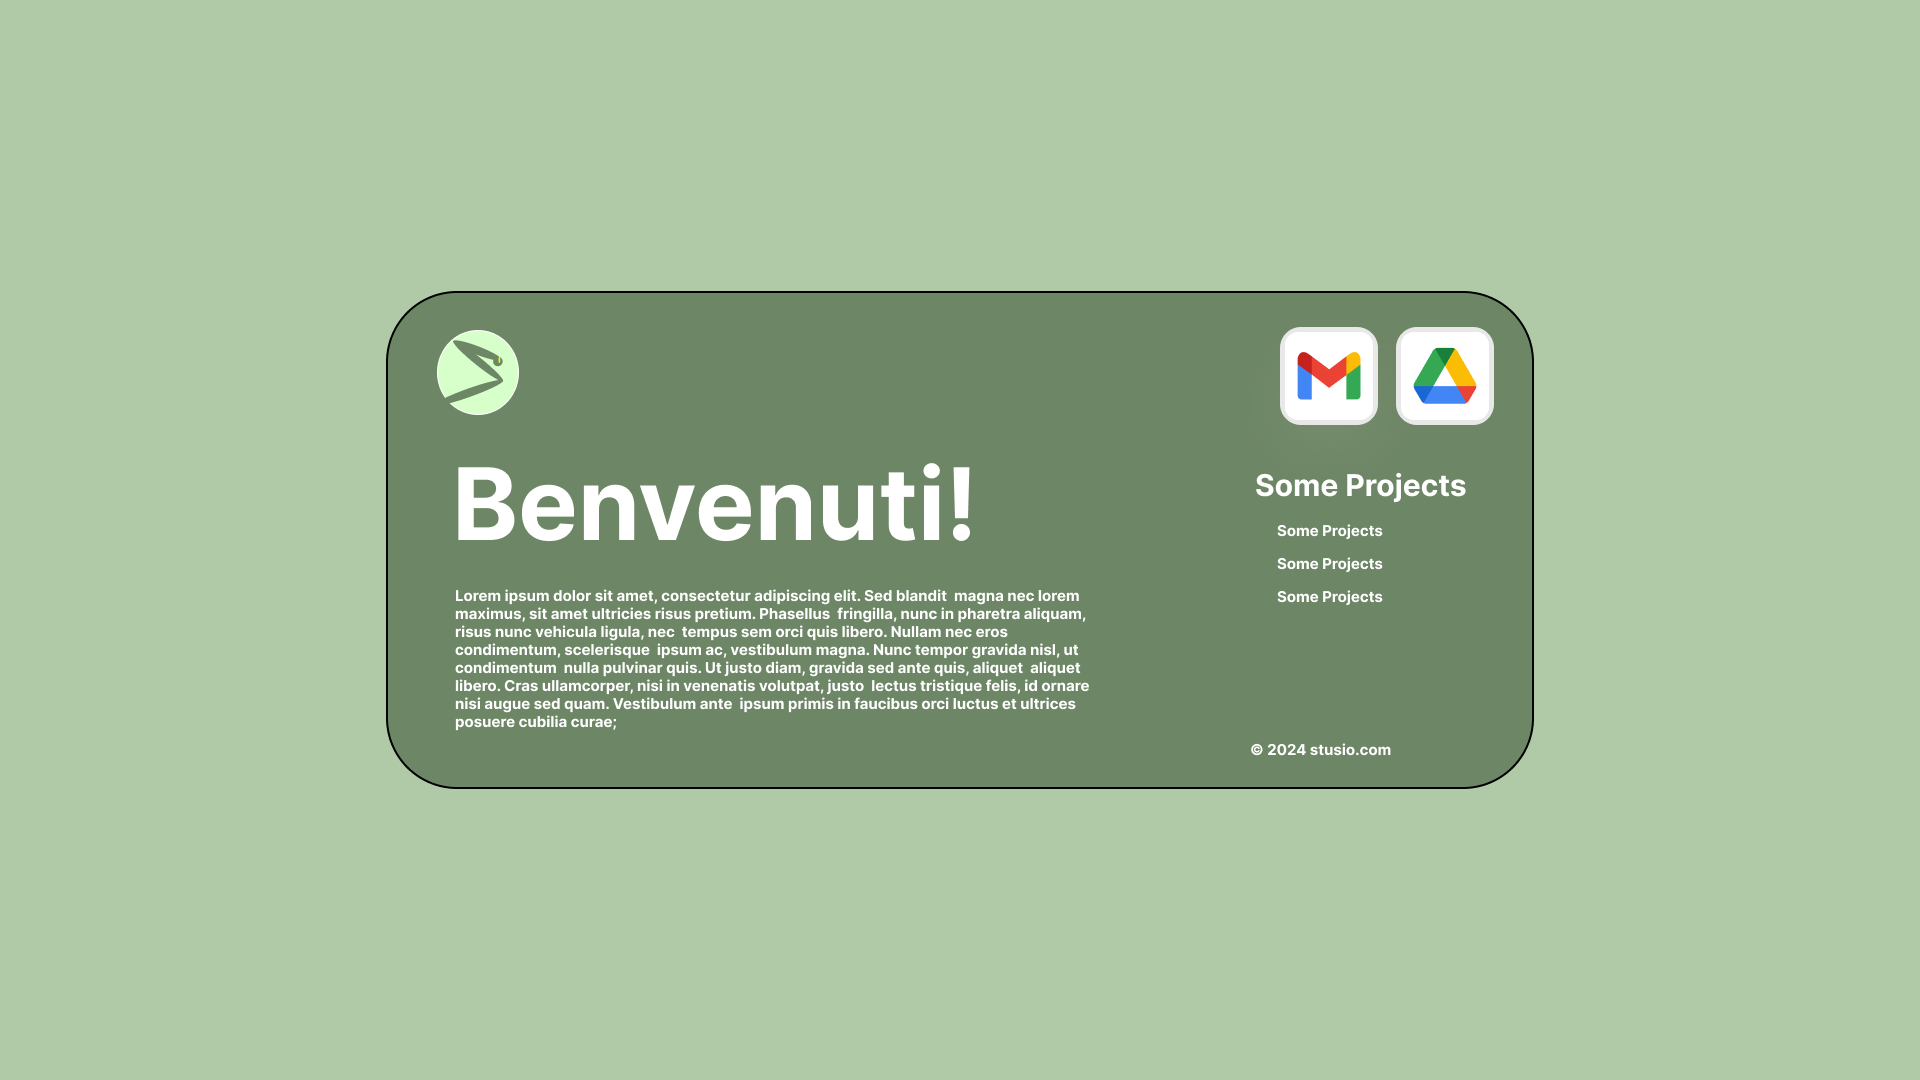 Benvenuti!
Lorem ipsum dolor sit amet, consectetur adipiscing elit. Sed blandit  magna nec lorem
maximus, sit amet ultricies risus pretium. Phasellus  fringilla, nunc in pharetra aliquam,
risus nunc vehicula ligula, nec  tempus sem orci quis libero. Nullam nec eros
condimentum, scelerisque  ipsum ac, vestibulum magna. Nunc tempor gravida nisl, ut
condimentum  nulla pulvinar quis. Ut justo diam, gravida sed ante quis, aliquet  aliquet
libero. Cras ullamcorper, nisi in venenatis volutpat, justo  lectus tristique felis, id ornare
nisi augue sed quam. Vestibulum ante  ipsum primis in faucibus orci luctus et ultrices
posuere cubilia curae;
Some Projects
Some Projects
Some Projects
Some Projects
© 2024 stusio.com